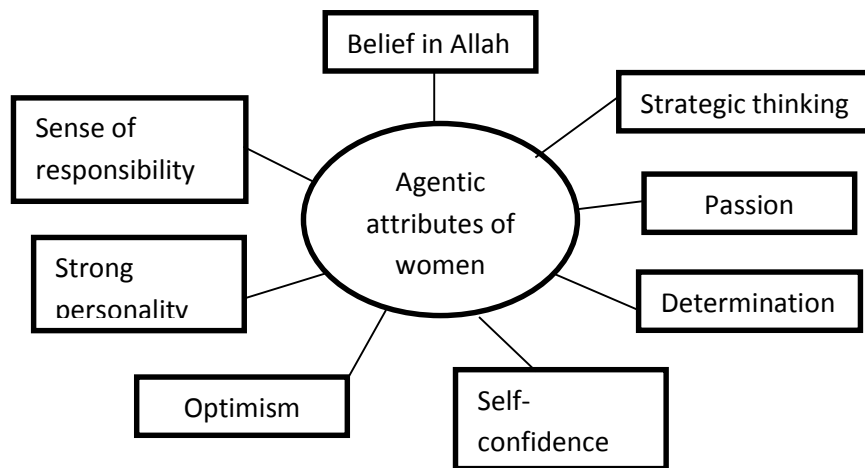 Belief in Allah
Strategic thinking
Sense of
responsibility
Agentic
attributes of
women
Passion
Strong
personality
Determination
Optimism
Self-
confidence